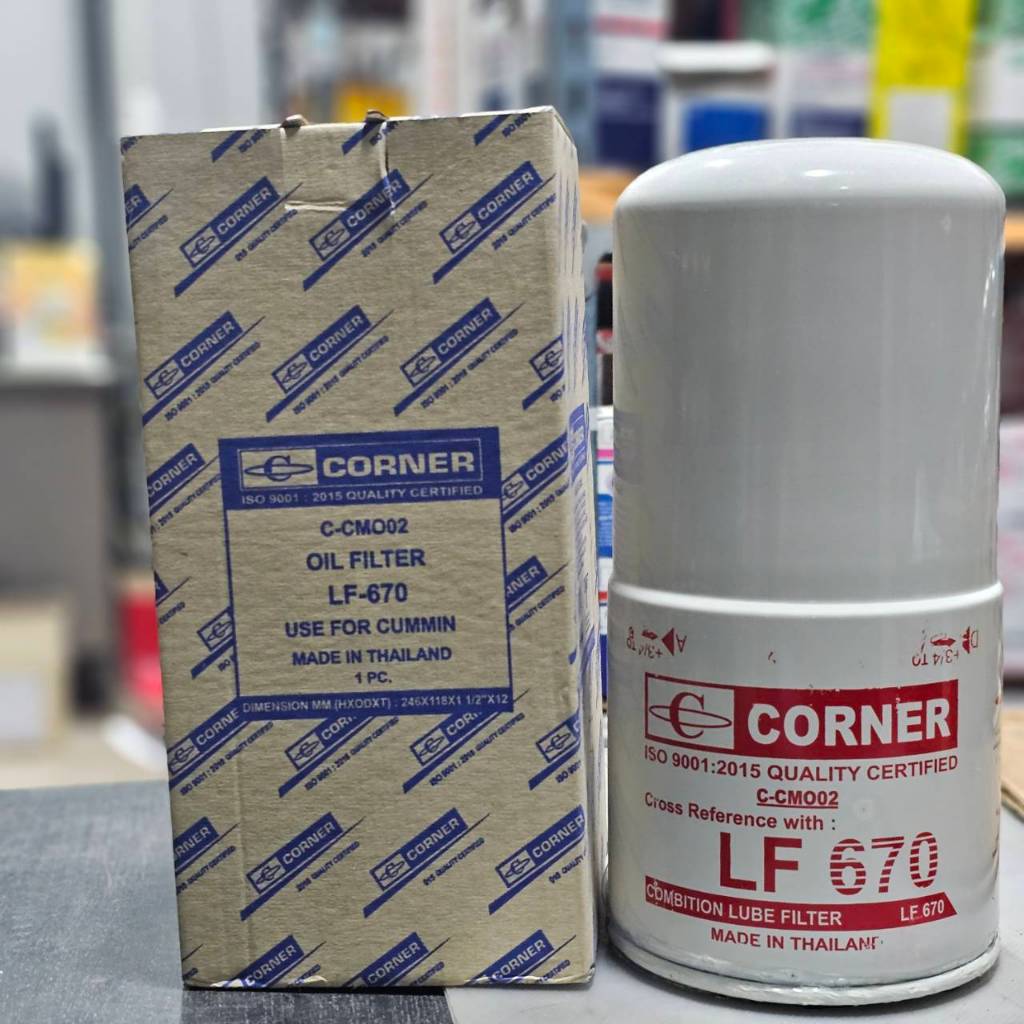 CORNER
ISO 9001 : 2015 QUALITY CERTIFIED
C-CMO02
OIL FILTER
LF-670
USE FOR CUMMIN
MADE IN THAILAND
1 PC.
DIMENSION MM.(HXODXT) : 246X118X1 1/2"X12
CORNER
ISO 9001:2015 QUALITY CERTIFIED
C-CMO02
Cross Reference with :
LF 670
COMBITION LUBE FILTER LF 670
MADE IN THAILAND